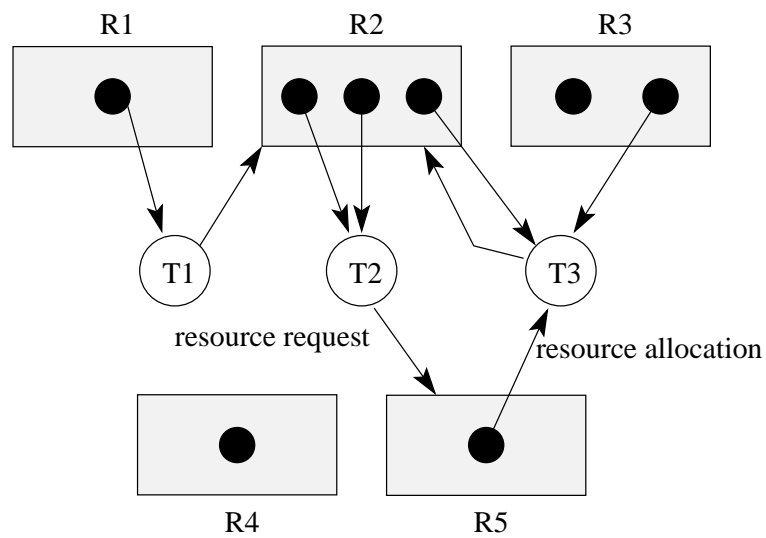 R1
R2
R3
T1
T2
T3
resource request
resource allocation
R4
R5